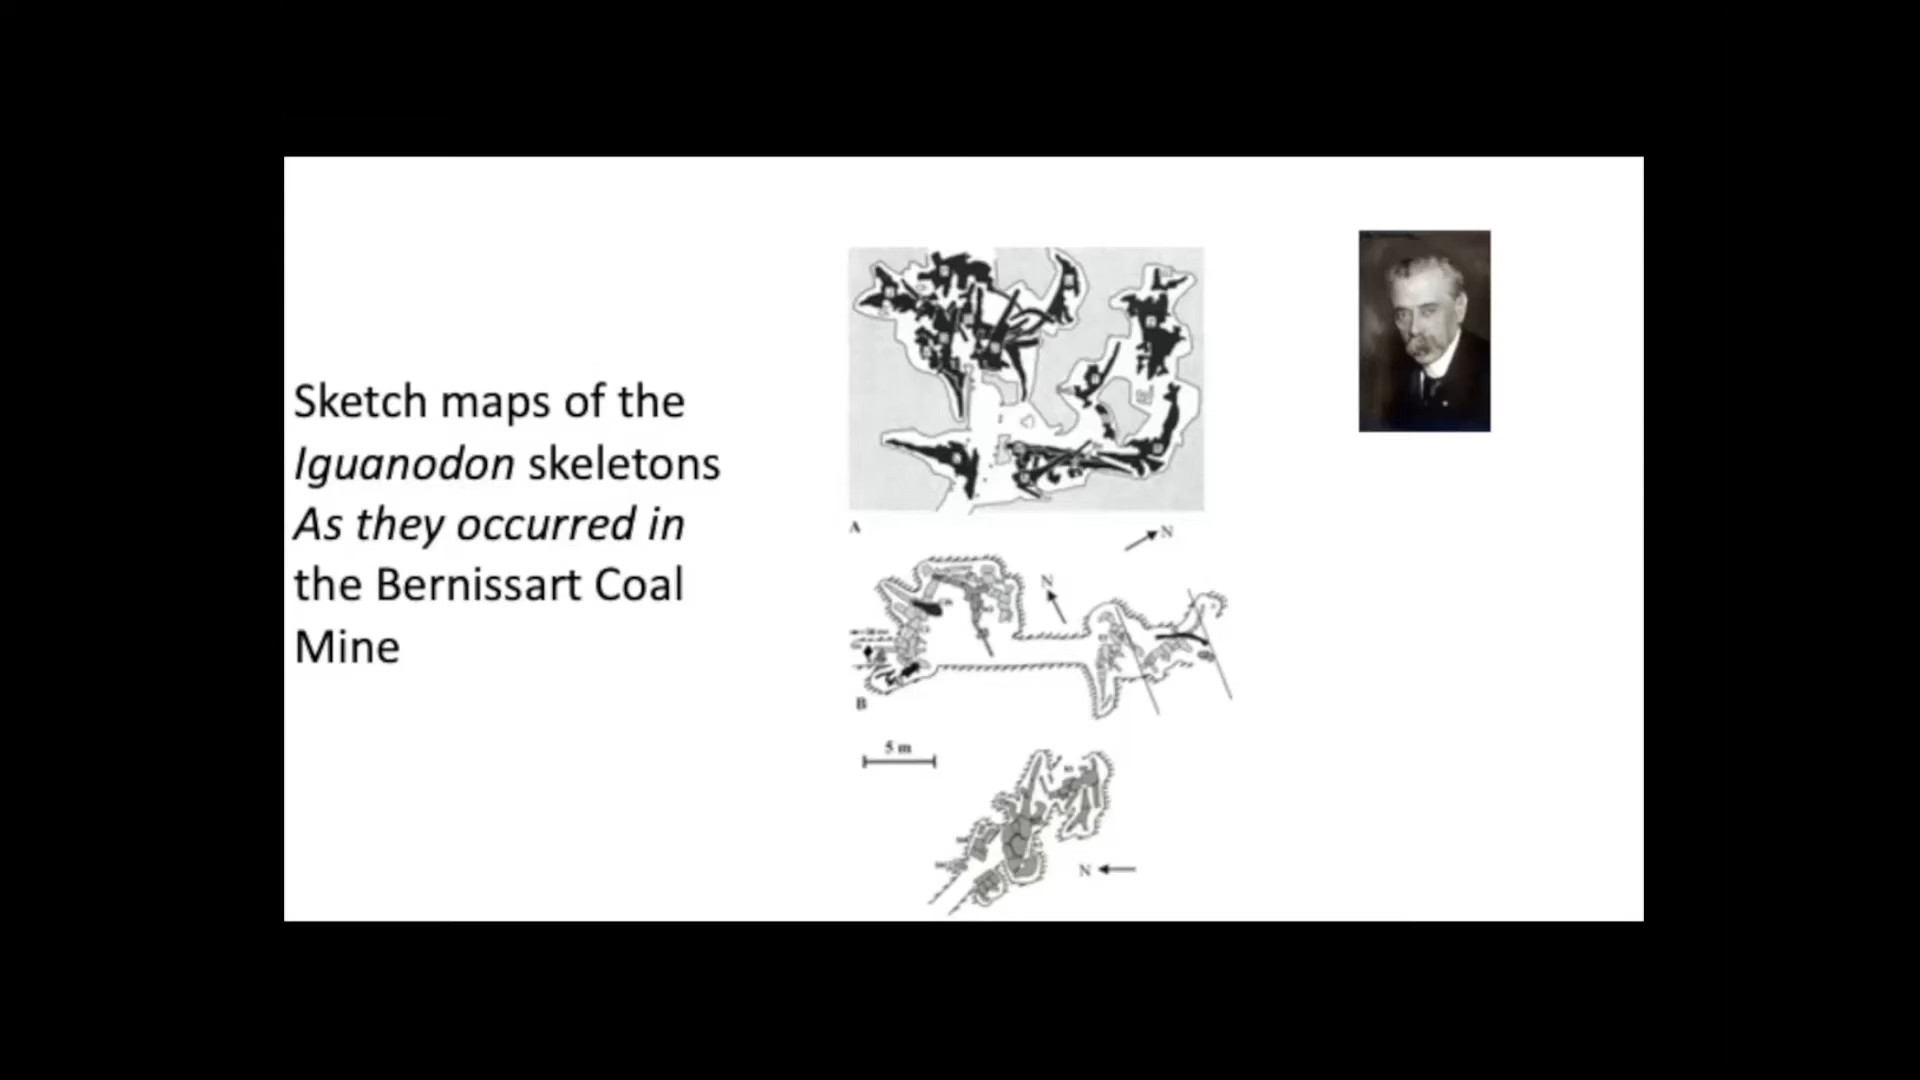 Sketch maps of the
Iguanodon skeletons
As they occurred in
the Bernissart Coal
Mine
A
N
N
B
5 m
N